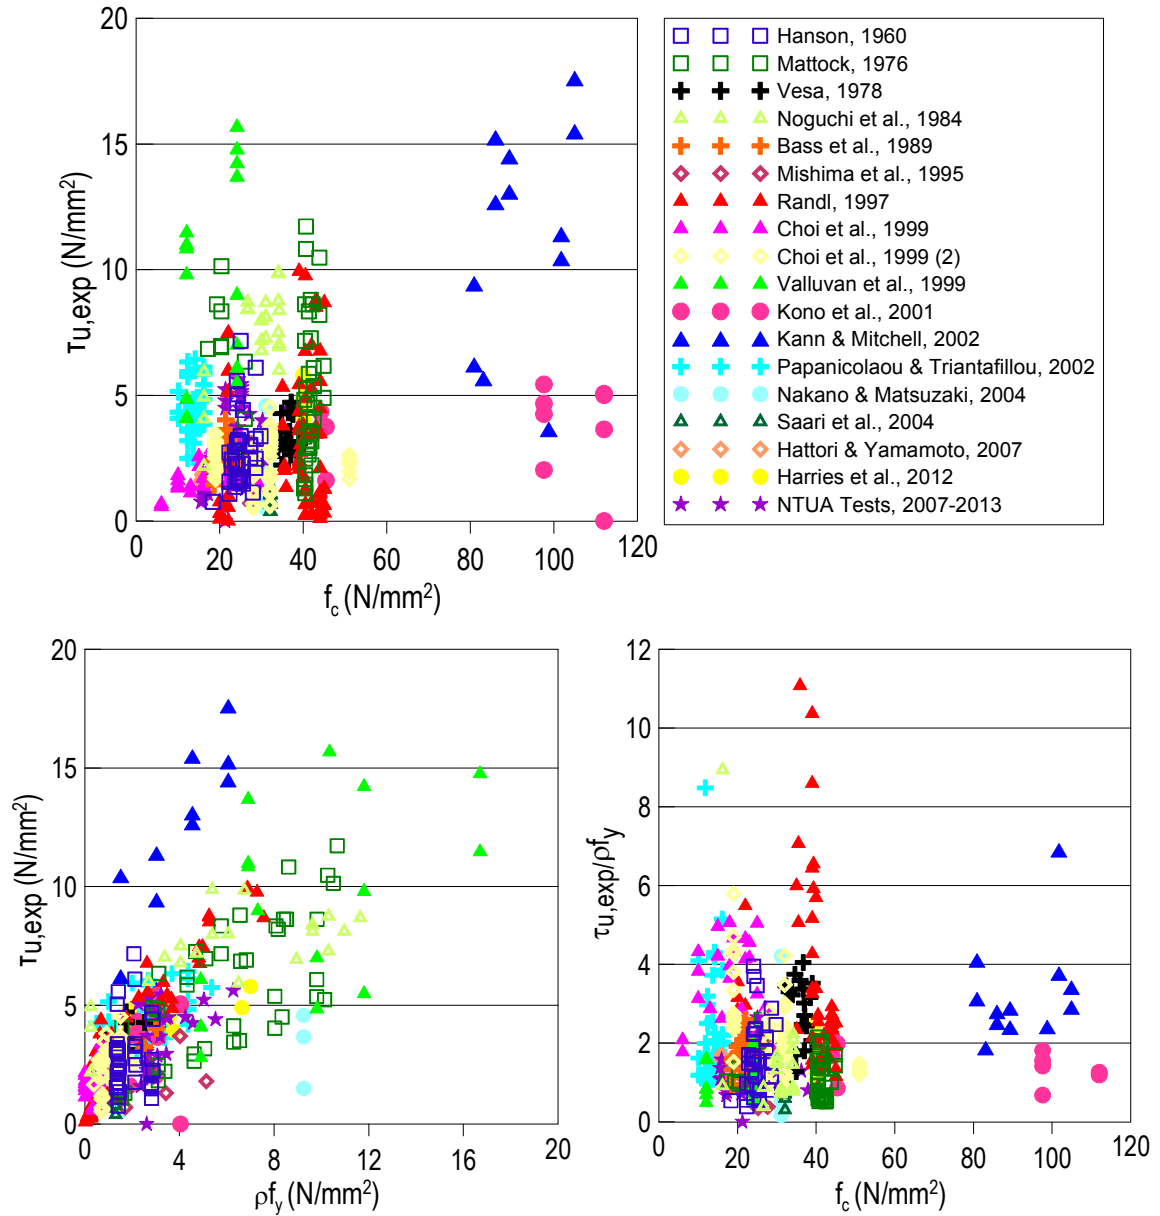 20
15
10
5
0
τu,exp (N/mm²)
0 20 40 60 80 100 120
f_c (N/mm²)
Hanson, 1960
Mattock, 1976
Vesa, 1978
Noguchi et al., 1984
Bass et al., 1989
Mishima et al., 1995
Randl, 1997
Choi et al., 1999
Choi et al., 1999 (2)
Valluvan et al., 1999
Kono et al., 2001
Kann & Mitchell, 2002
Papanicolaou & Triantafillou, 2002
Nakano & Matsuzaki, 2004
Saari et al., 2004
Hattori & Yamamoto, 2007
Harries et al., 2012
NTUA Tests, 2007-2013
20
15
10
5
0
τu,exp (N/mm²)
0 4 8 12 16 20
ρf_y (N/mm²)
12
10
8
6
4
2
0
τu,exp/ρf_y
0 20 40 60 80 100 120
f_c (N/mm²)